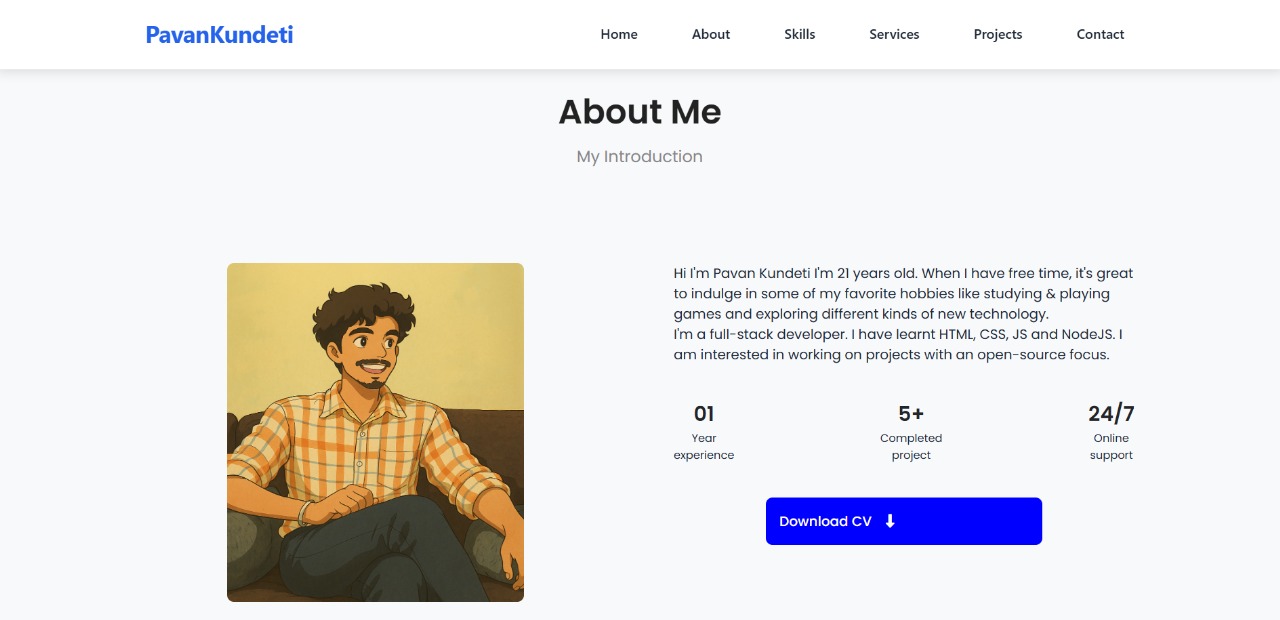 PavanKundeti
Home About Skills Services Projects Contact
About Me
My Introduction
Hi I'm Pavan Kundeti I'm 21 years old. When I have free time, it's great
to indulge in some of my favorite hobbies like studying & playing
games and exploring different kinds of new technology.
I'm a full-stack developer. I have learnt HTML, CSS, JS and NodeJS. I
am interested in working on projects with an open-source focus.
01 5+ 24/7
Year Completed Online
experience project support
Download CV